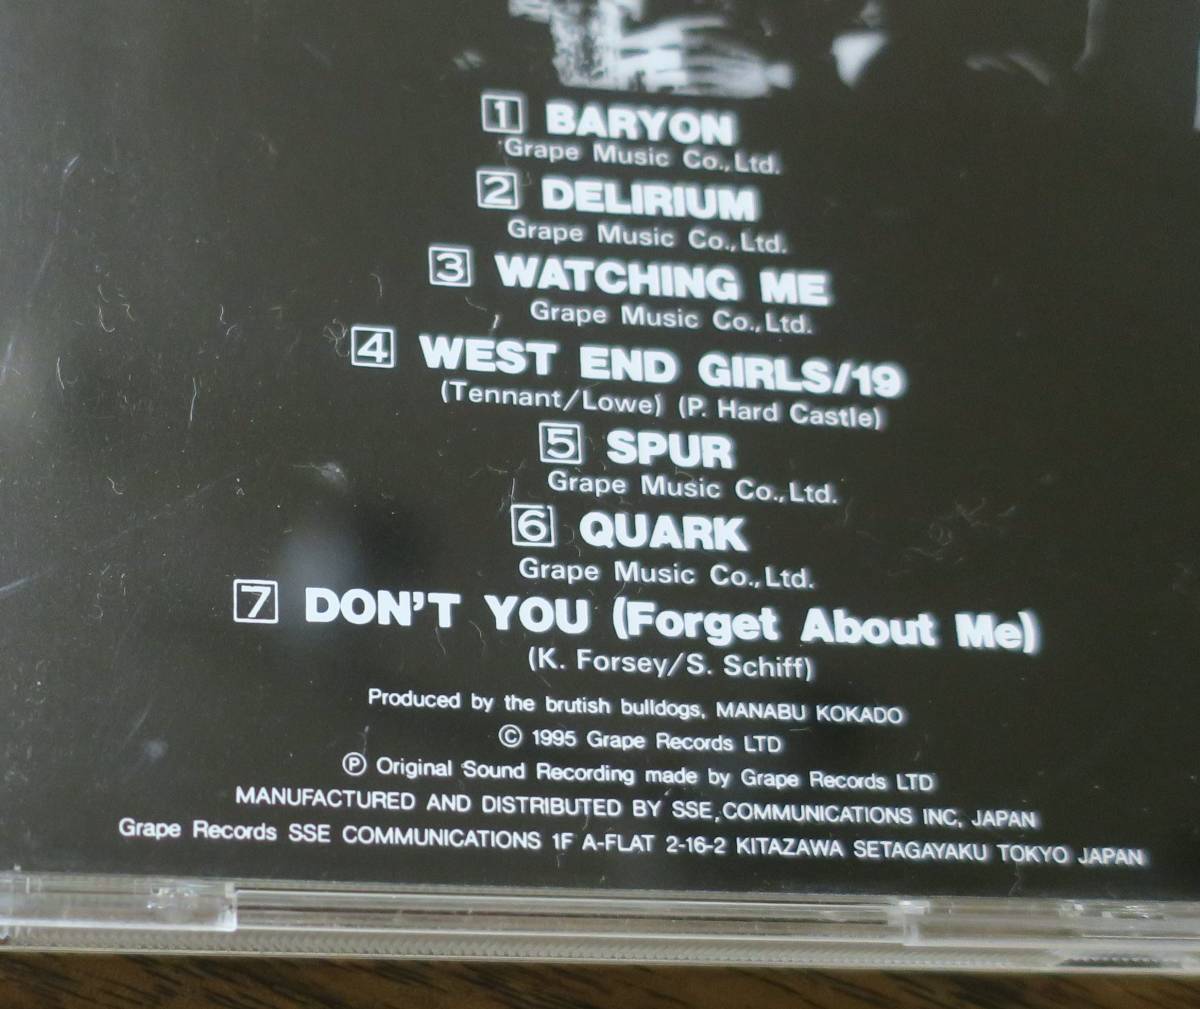 1 BARYON
Grape Music Co.,Ltd.
2 DELIRIUM
Grape Music Co.,Ltd.
3 WATCHING ME
Grape Music Co.,Ltd.
4 WEST END GIRLS/19
(Tennant/Lowe) (P. Hard Castle)
5 SPUR
Grape Music Co.,Ltd.
6 QUARK
Grape Music Co.,Ltd.
7 DON'T YOU (Forget About Me)
(K. Forsey/S. Schiff)
Produced by the brutish bulldogs, MANABU KOKADO
© 1995 Grape Records LTD
℗ Original Sound Recording made by Grape Records LTD
MANUFACTURED AND DISTRIBUTED BY SSE,COMMUNICATIONS INC, JAPAN
Grape Records SSE COMMUNICATIONS 1F A-FLAT 2-16-2 KITAZAWA SETAGAYAKU TOKYO JAPAN